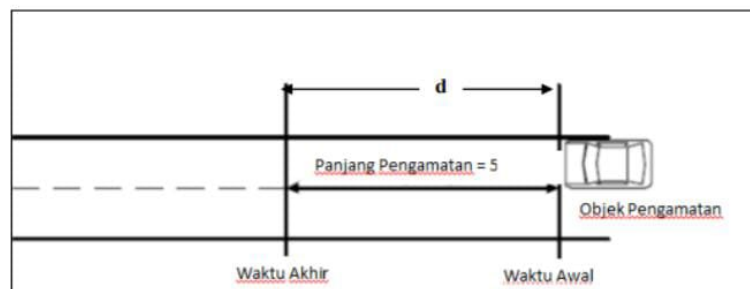 d
Panjang Pengamatan = 5
Objek Pengamatan
Waktu Akhir
Waktu Awal